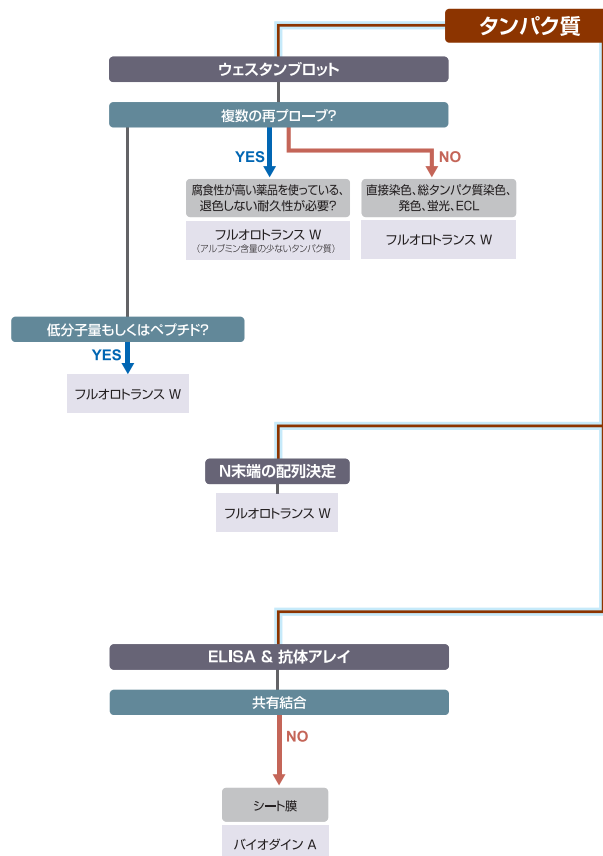 タンパク質
ウェスタンブロット
複数の再プローブ?
YES
NO
腐食性が高い薬品を使っている、
退色しない耐久性が必要?
フルオロトランス W
(アルブミン含量の少ないタンパク質)
直接染色、総タンパク質染色、
発色、蛍光、ECL
フルオロトランス W
低分子量もしくはペプチド?
YES
フルオロトランス W
N末端の配列決定
フルオロトランス W
ELISA & 抗体アレイ
共有結合
NO
シート膜
バイオダイン A